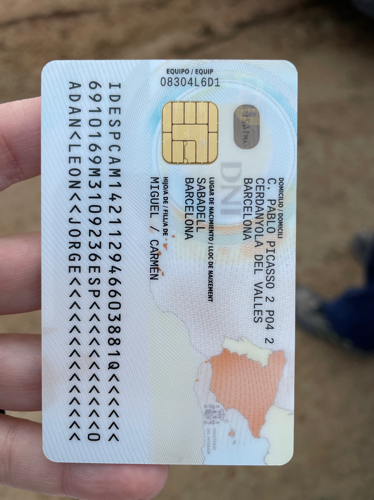 EQUIPO / EQUIP
08304L6D1
DOMICILIO / DOMICILI
C. PABLO PICASSO 2 P04 2
CERDANYOLA DEL VALLES
BARCELONA
DNI
LUGAR DE NACIMIENTO / LLOC DE NAIXEMENT
SABADELL
BARCELONA
HIJO/A DE / FILL/A DE
MIGUEL / CARMEN
IDESPCAM142112946603881Q<<<<<<
6910169M3109236ESP<<<<<<<<<<<0
ADAN<LEON<<JORGE<<<<<<<<<<<<<<